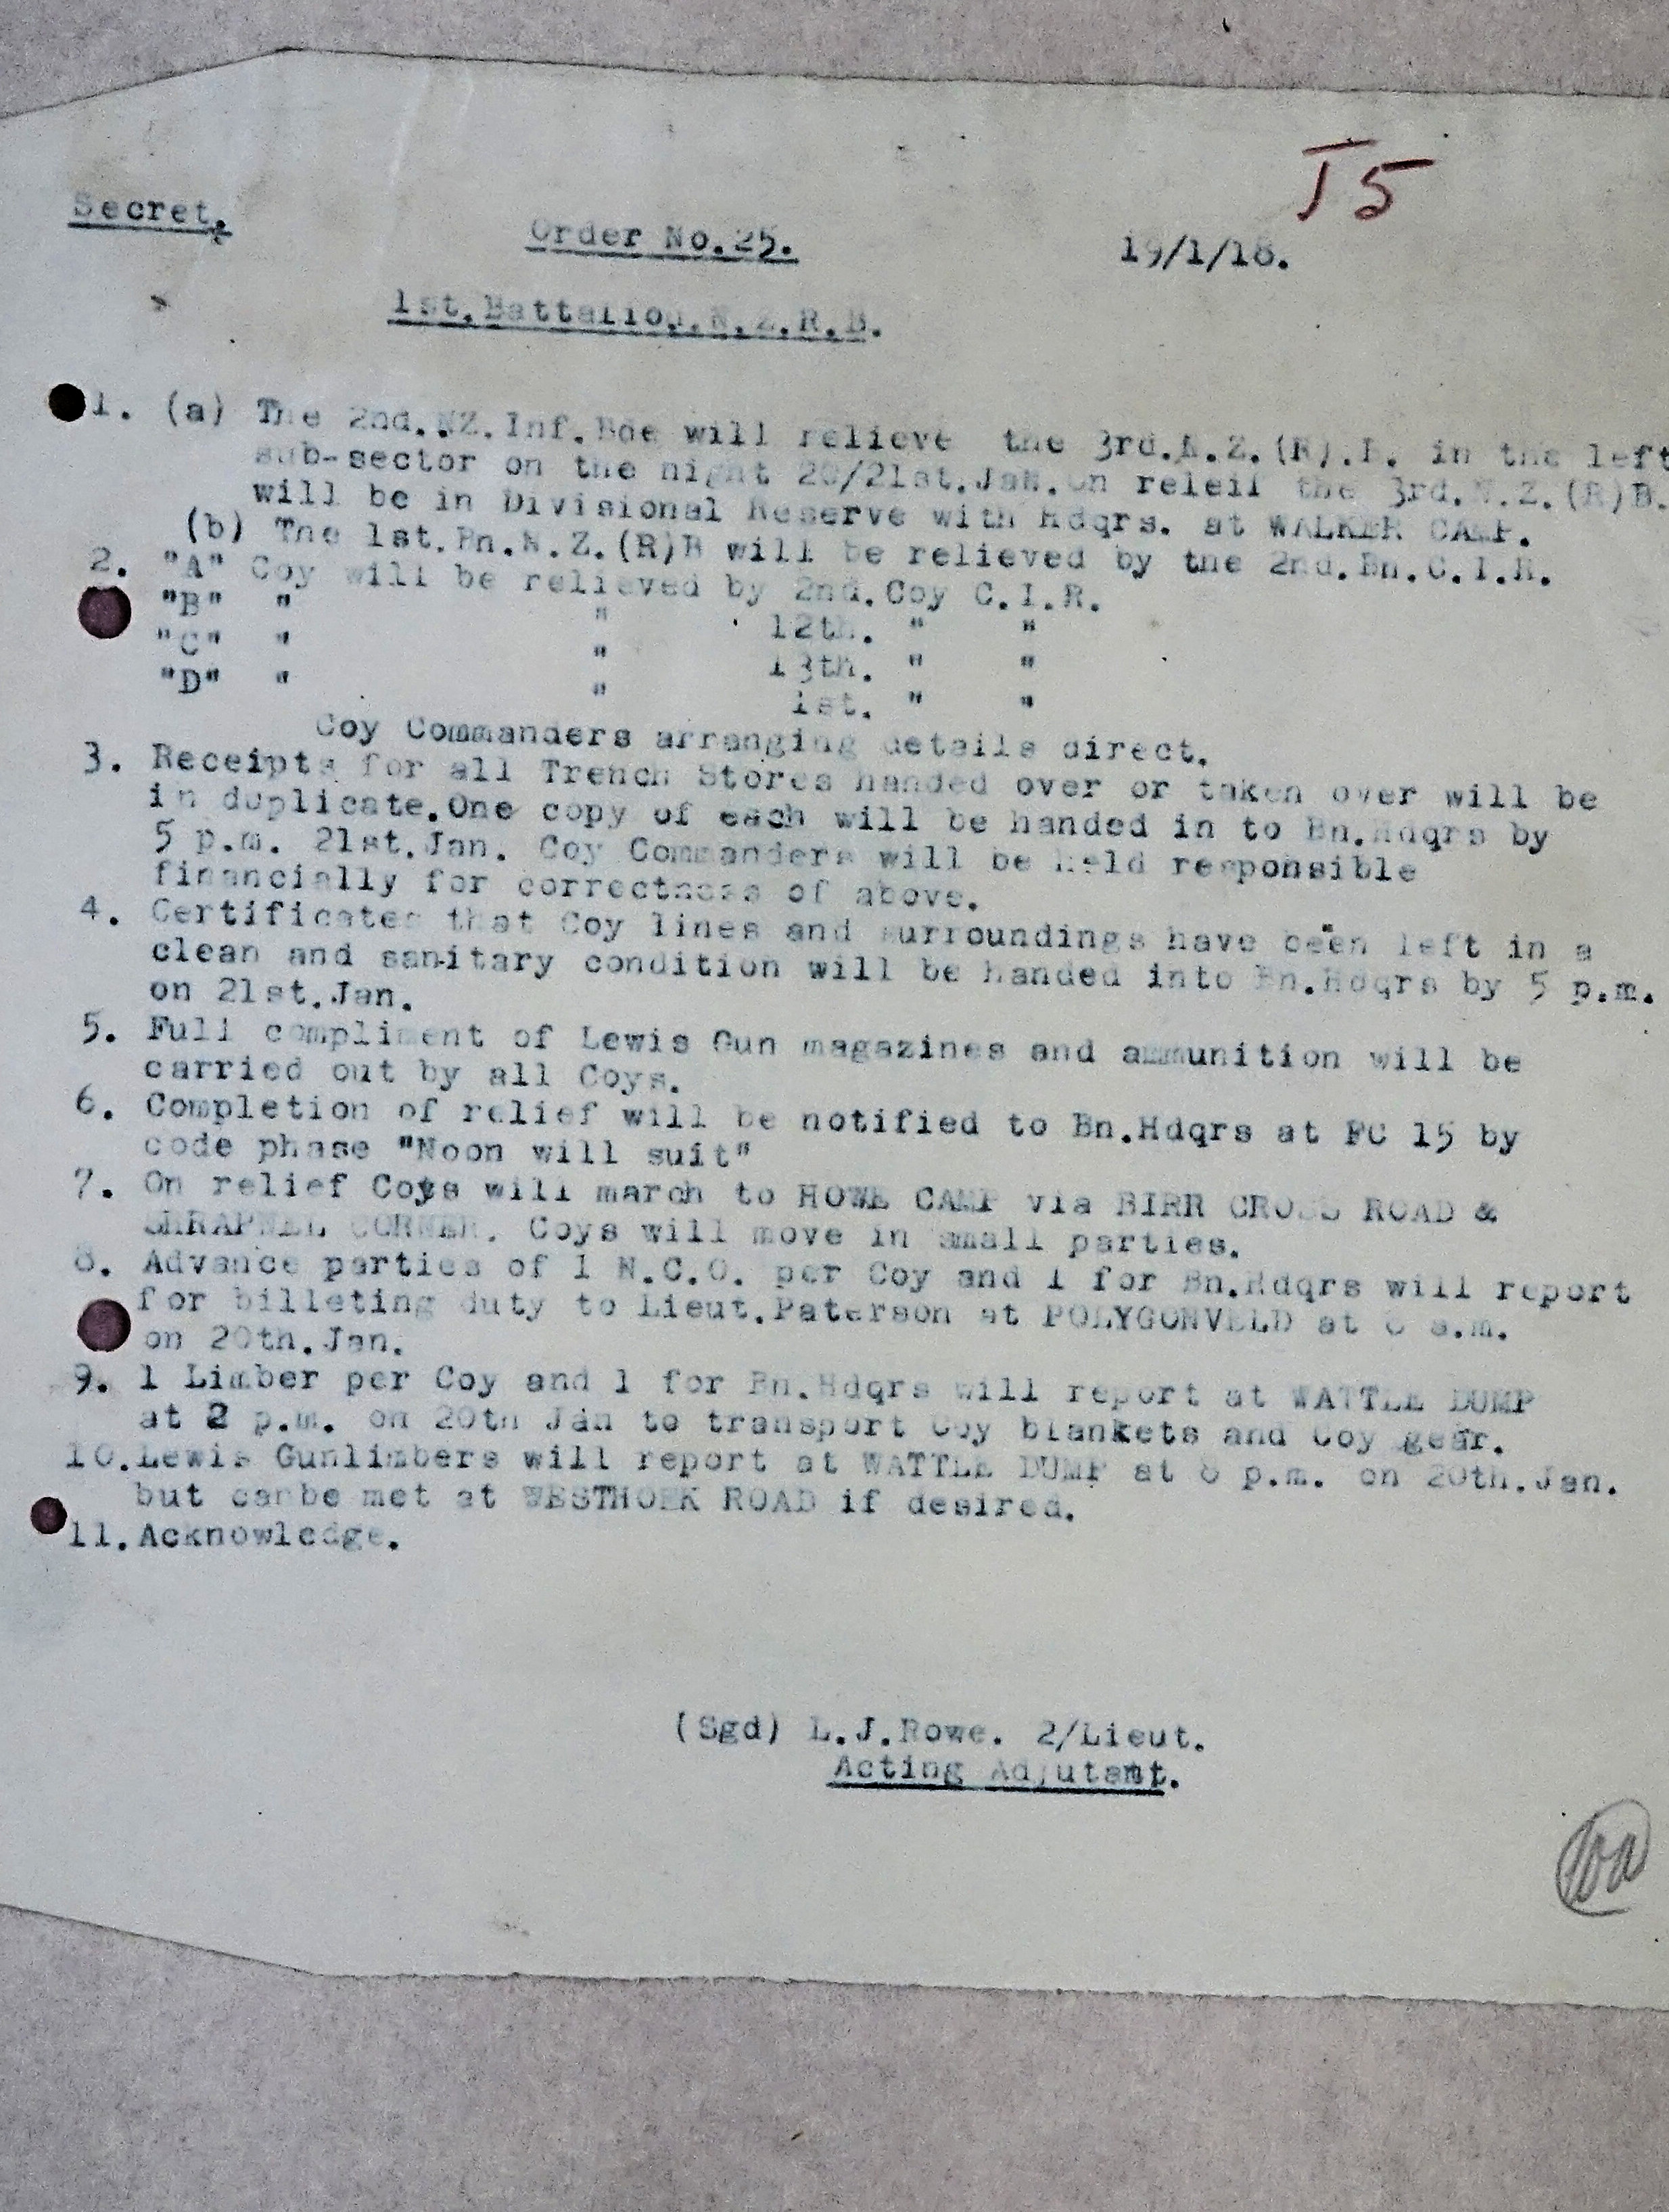 J5
Secret.
Order No.25.
19/1/18.
1st.Battalion.N.Z.R.B.
1. (a) The 2nd..NZ.Inf.Bde will relieve the 3rd.N.Z.(R).B. in the left
sub-sector on the night 20/21st.JaN.on releif the 3rd.N.Z.(R)B.
will be in Divisional Reserve with Hdqrs. at WALKER CAMP.
(b) The 1st.Bn.N.Z.(R)B will be relieved by the 2nd.Bn.C.I.R.
2. "A" Coy will be relieved by 2nd.Coy C.I.R.
"B" " " 12th. " "
"C" " " 13th. " "
"D" " " 1st. " "
Coy Commanders arranging details direct.
3. Receipts for all Trench Stores handed over or taken over will be
in duplicate.One copy of each will be handed in to Bn.Hdqrs by
5 p.m. 21st.Jan. Coy Commanders will be held responsible
financially for correctness of above.
4. Certificates that Coy lines and surroundings have been left in a
clean and sanitary condition will be handed into Bn.Hdqrs by 5 p.m.
on 21st.Jan.
5. Full compliment of Lewis Gun magazines and ammunition will be
carried out by all Coys.
6. Completion of relief will be notified to Bn.Hdqrs at FC 15 by
code phase "Noon will suit"
7. On relief Coys will march to HOWE CAMP via BIRR CROSS ROAD &
SHRAPNEL CORNER. Coys will move in small parties.
8. Advance parties of 1 N.C.O. per Coy and 1 for Bn.Hdqrs will report
for billeting duty to Lieut.Paterson at POLYGONVELD at a.m.
on 20th.Jan.
9. 1 Limber per Coy and 1 for Bn.Hdqrs will report at WATTLE DUMP
at 2 p.m. on 20th Jan to transport Coy blankets and Coy gear.
10.Lewis Gunlimbers will report at WATTLE DUMP at p.m. on 20th.Jan.
but canbe met at WESTHOEK ROAD if desired.
11.Acknowledge.
(Sgd) L.J.Rowe. 2/Lieut.
Acting Adjutant.